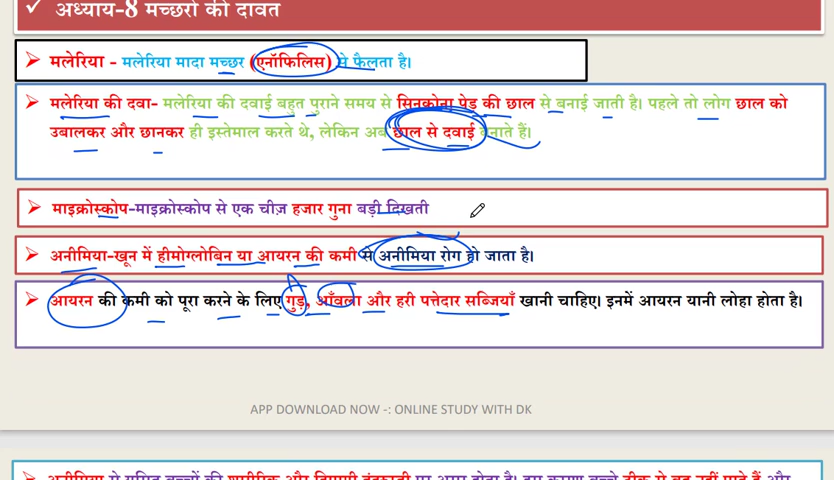 अध्याय-8 मच्छरों की दावत
मलेरिया - मलेरिया मादा मच्छर (एनॉफिलिस) से फैलता है।
मलेरिया की दवा- मलेरिया की दवाई बहुत पुराने समय से सिनकोना पेड़ की छाल से बनाई जाती है। पहले तो लोग छाल को
उबालकर और छानकर ही इस्तेमाल करते थे, लेकिन अब छाल से दवाई बनाते हैं।
माइक्रोस्कोप-माइक्रोस्कोप से एक चीज़ हजार गुना बड़ी दिखती
अनीमिया-खून में हीमोग्लोबिन या आयरन की कमी से अनीमिया रोग हो जाता है।
आयरन की कमी को पूरा करने के लिए गुड़, आँवला और हरी पत्तेदार सब्जियाँ खानी चाहिए। इनमें आयरन यानी लोहा होता है।
APP DOWNLOAD NOW -: ONLINE STUDY WITH DK